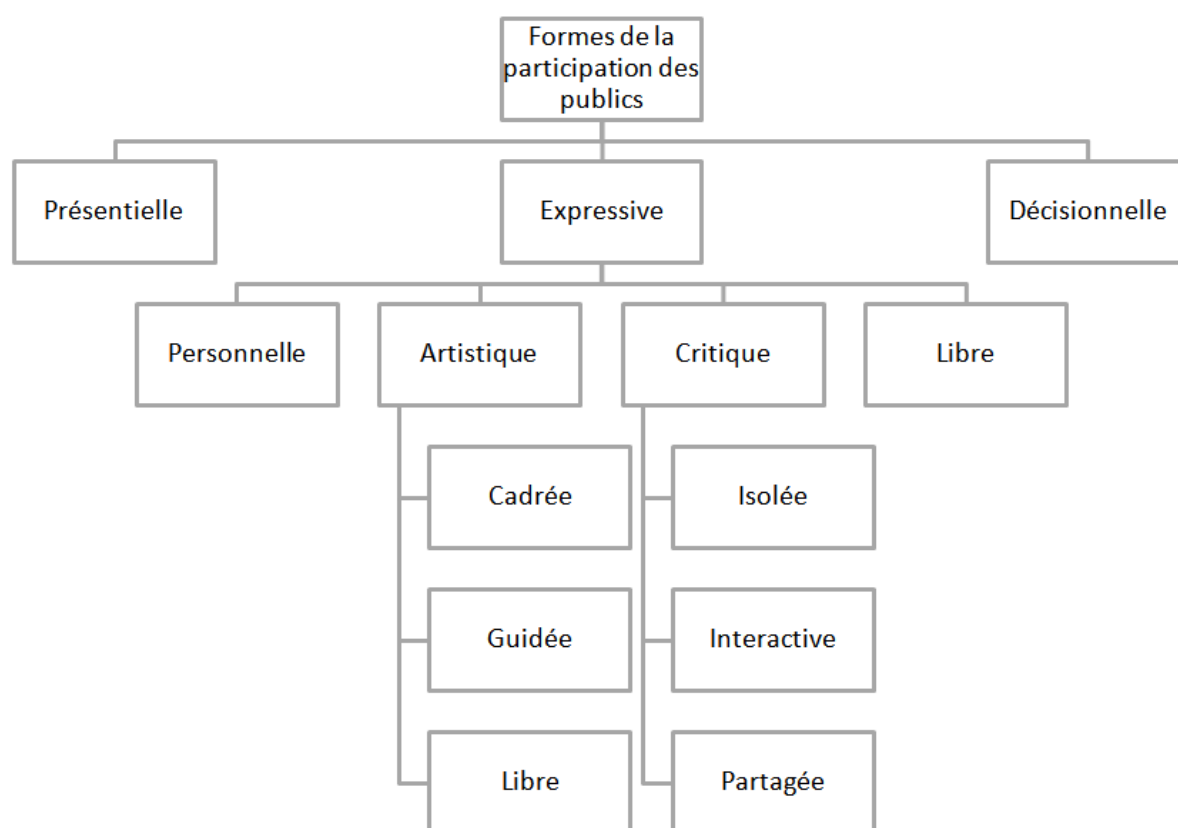 Formes de la
participation des
publics
Présentielle
Expressive
Décisionnelle
Personnelle
Artistique
Critique
Libre
Cadrée
Isolée
Guidée
Interactive
Libre
Partagée